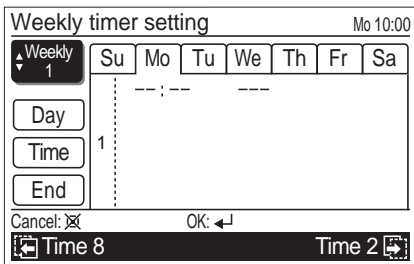 Weekly timer setting Mo 10:00
Weekly
1
Su Mo Tu We Th Fr Sa
--:-- ---
Day
Time
End
1
Cancel: OK:
Time 8 Time 2